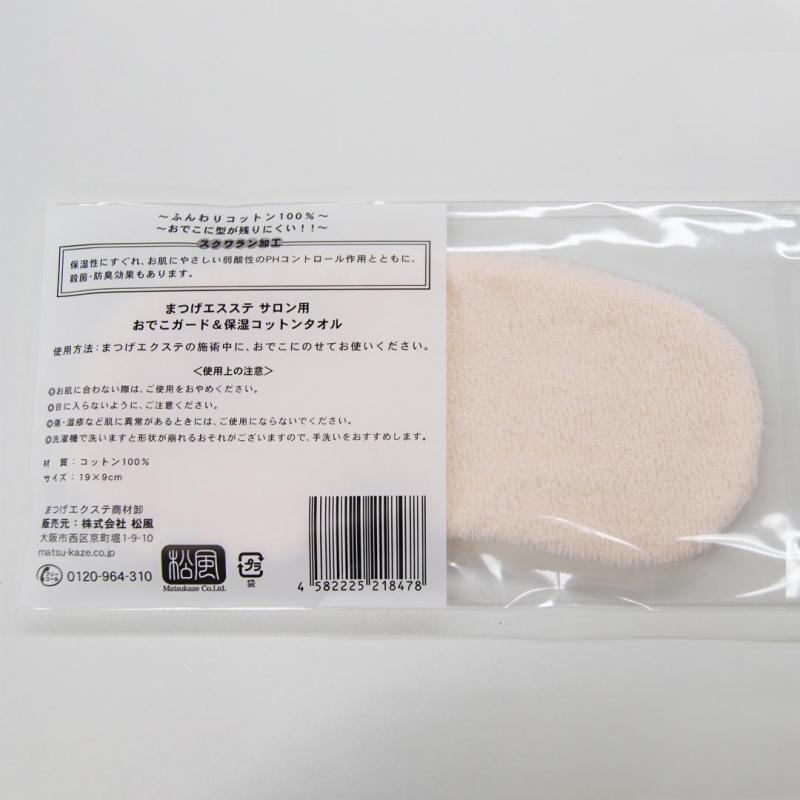 ～ふんわりコットン100％～
～おでこに型が残りにくい！！～
スクワラン加工
保湿性にすぐれ、お肌にやさしい弱酸性のPHコントロール作用とともに、
殺菌・防臭効果もあります。
まつげエスステ サロン用
おでこガード＆保湿コットンタオル
使用方法：まつげエクステの施術中に、おでこにのせてお使いください。
＜使用上の注意＞
◎お肌に合わない際は、ご使用をおやめください。
◎目に入らないように、ご注意ください。
◎傷・湿疹など肌に異常があるときには、ご使用にならないでください。
◎洗濯機で洗いますと形状が崩れるおそれがございますので、手洗いをおすすめします。
材　質：コットン100％
サイズ：19×9cm
まつげエクステ商材卸
販売元：株式会社 松風
大阪市西区京町堀1-9-10
matsu-kaze.co.jp
フリーコール 0120-964-310
松風
Matsukaze Co.Ltd.
プラ
袋
4 582225 218478